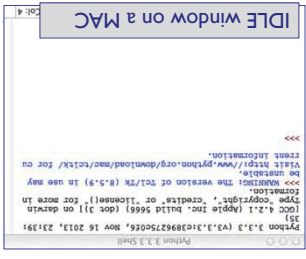 Python 3.3.3 Shell
Python 3.3.3 (v3.3.3:c3896275c0f6, Nov 16 2013, 23:39:
35)
[GCC 4.2.1 (Apple Inc. build 5666) (dot 3)] on darwin
Type "copyright", "credits" or "license()" for more in
formation.
>>> WARNING: The version of Tcl/Tk (8.5.9) in use may
be unstable.
Visit http://www.python.org/download/mac/tcltk/ for cu
rrent information.
>>>
Col: 4
IDLE window on a MAC